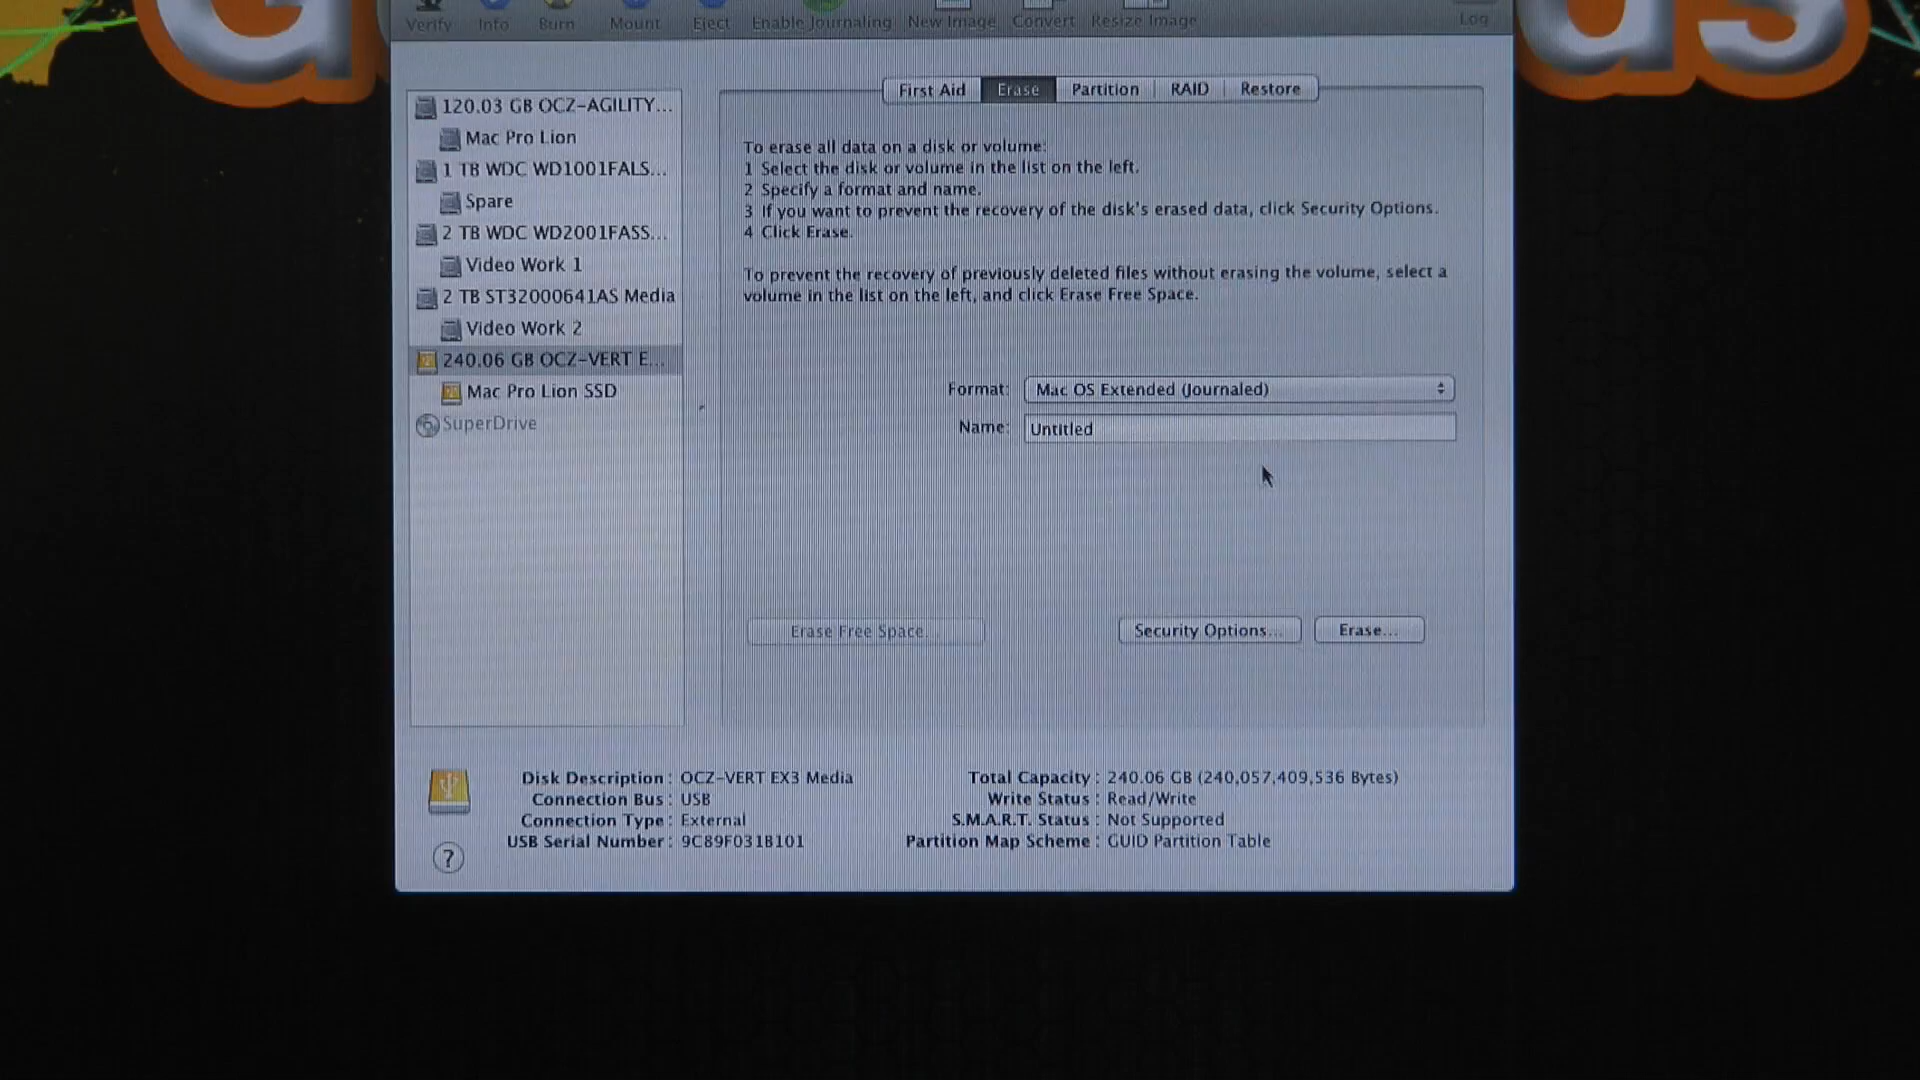 Verify Info Burn Mount Eject Enable Journaling New Image Convert Resize Image Log
First Aid Erase Partition RAID Restore
120.03 GB OCZ-AGILITY...
Mac Pro Lion
1 TB WDC WD1001FALS...
Spare
2 TB WDC WD2001FASS...
Video Work 1
2 TB ST32000641AS Media
Video Work 2
240.06 GB OCZ-VERT E...
Mac Pro Lion SSD
SuperDrive
To erase all data on a disk or volume:
1 Select the disk or volume in the list on the left.
2 Specify a format and name.
3 If you want to prevent the recovery of the disk's erased data, click Security Options.
4 Click Erase.
To prevent the recovery of previously deleted files without erasing the volume, select a
volume in the list on the left, and click Erase Free Space.
Format: Mac OS Extended (Journaled)
Name: Untitled
Erase Free Space... Security Options... Erase...
Disk Description : OCZ-VERT EX3 Media
Connection Bus : USB
Connection Type : External
USB Serial Number : 9C89F031B101
Total Capacity : 240.06 GB (240,057,409,536 Bytes)
Write Status : Read/Write
S.M.A.R.T. Status : Not Supported
Partition Map Scheme : GUID Partition Table
?